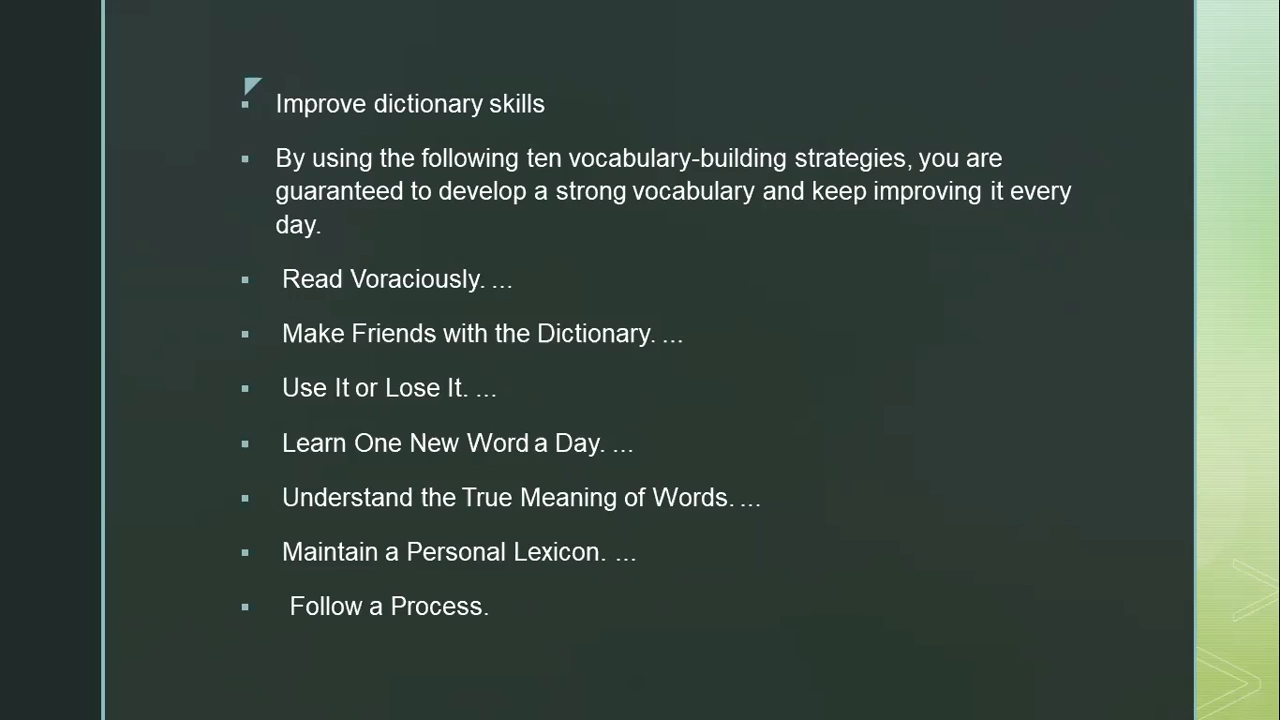 Improve dictionary skills
By using the following ten vocabulary-building strategies, you are
guaranteed to develop a strong vocabulary and keep improving it every
day.
Read Voraciously. ...
Make Friends with the Dictionary. ...
Use It or Lose It. ...
Learn One New Word a Day. ...
Understand the True Meaning of Words. ...
Maintain a Personal Lexicon. ...
Follow a Process.